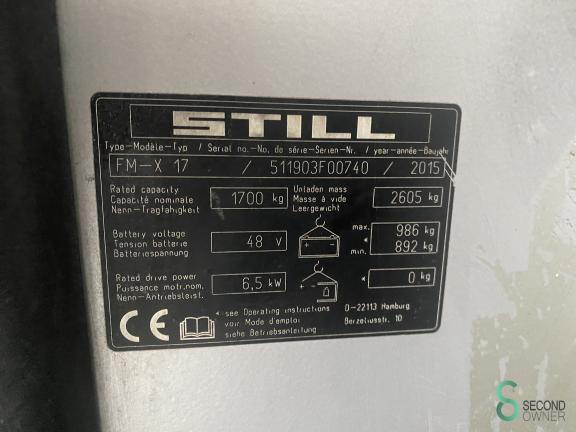 STILL
Type-Modèle-Typ / Serial no.-No. de série-Serien-Nr. / year-année-Baujahr
FM-X 17 / 511903F00740 / 2015
Rated capacity
Capacité nominale
Nenn-Tragfähigkeit
1700 kg
Unladen mass
Masse à vide
Leergewicht
2605 kg
Battery voltage
Tension batterie
Batteriespannung
48 V
max. 986 kg
*
min. 892 kg
Rated drive power
Puissance motr.nom.
Nenn-Antriebsleist.
6,5 kW
* 0 kg
CE
* see Operating instructions
voir Mode d'emploi
siehe Betriebsanleitung
D-22113 Hamburg
Berzeliusstr. 10
SECOND
OWNER